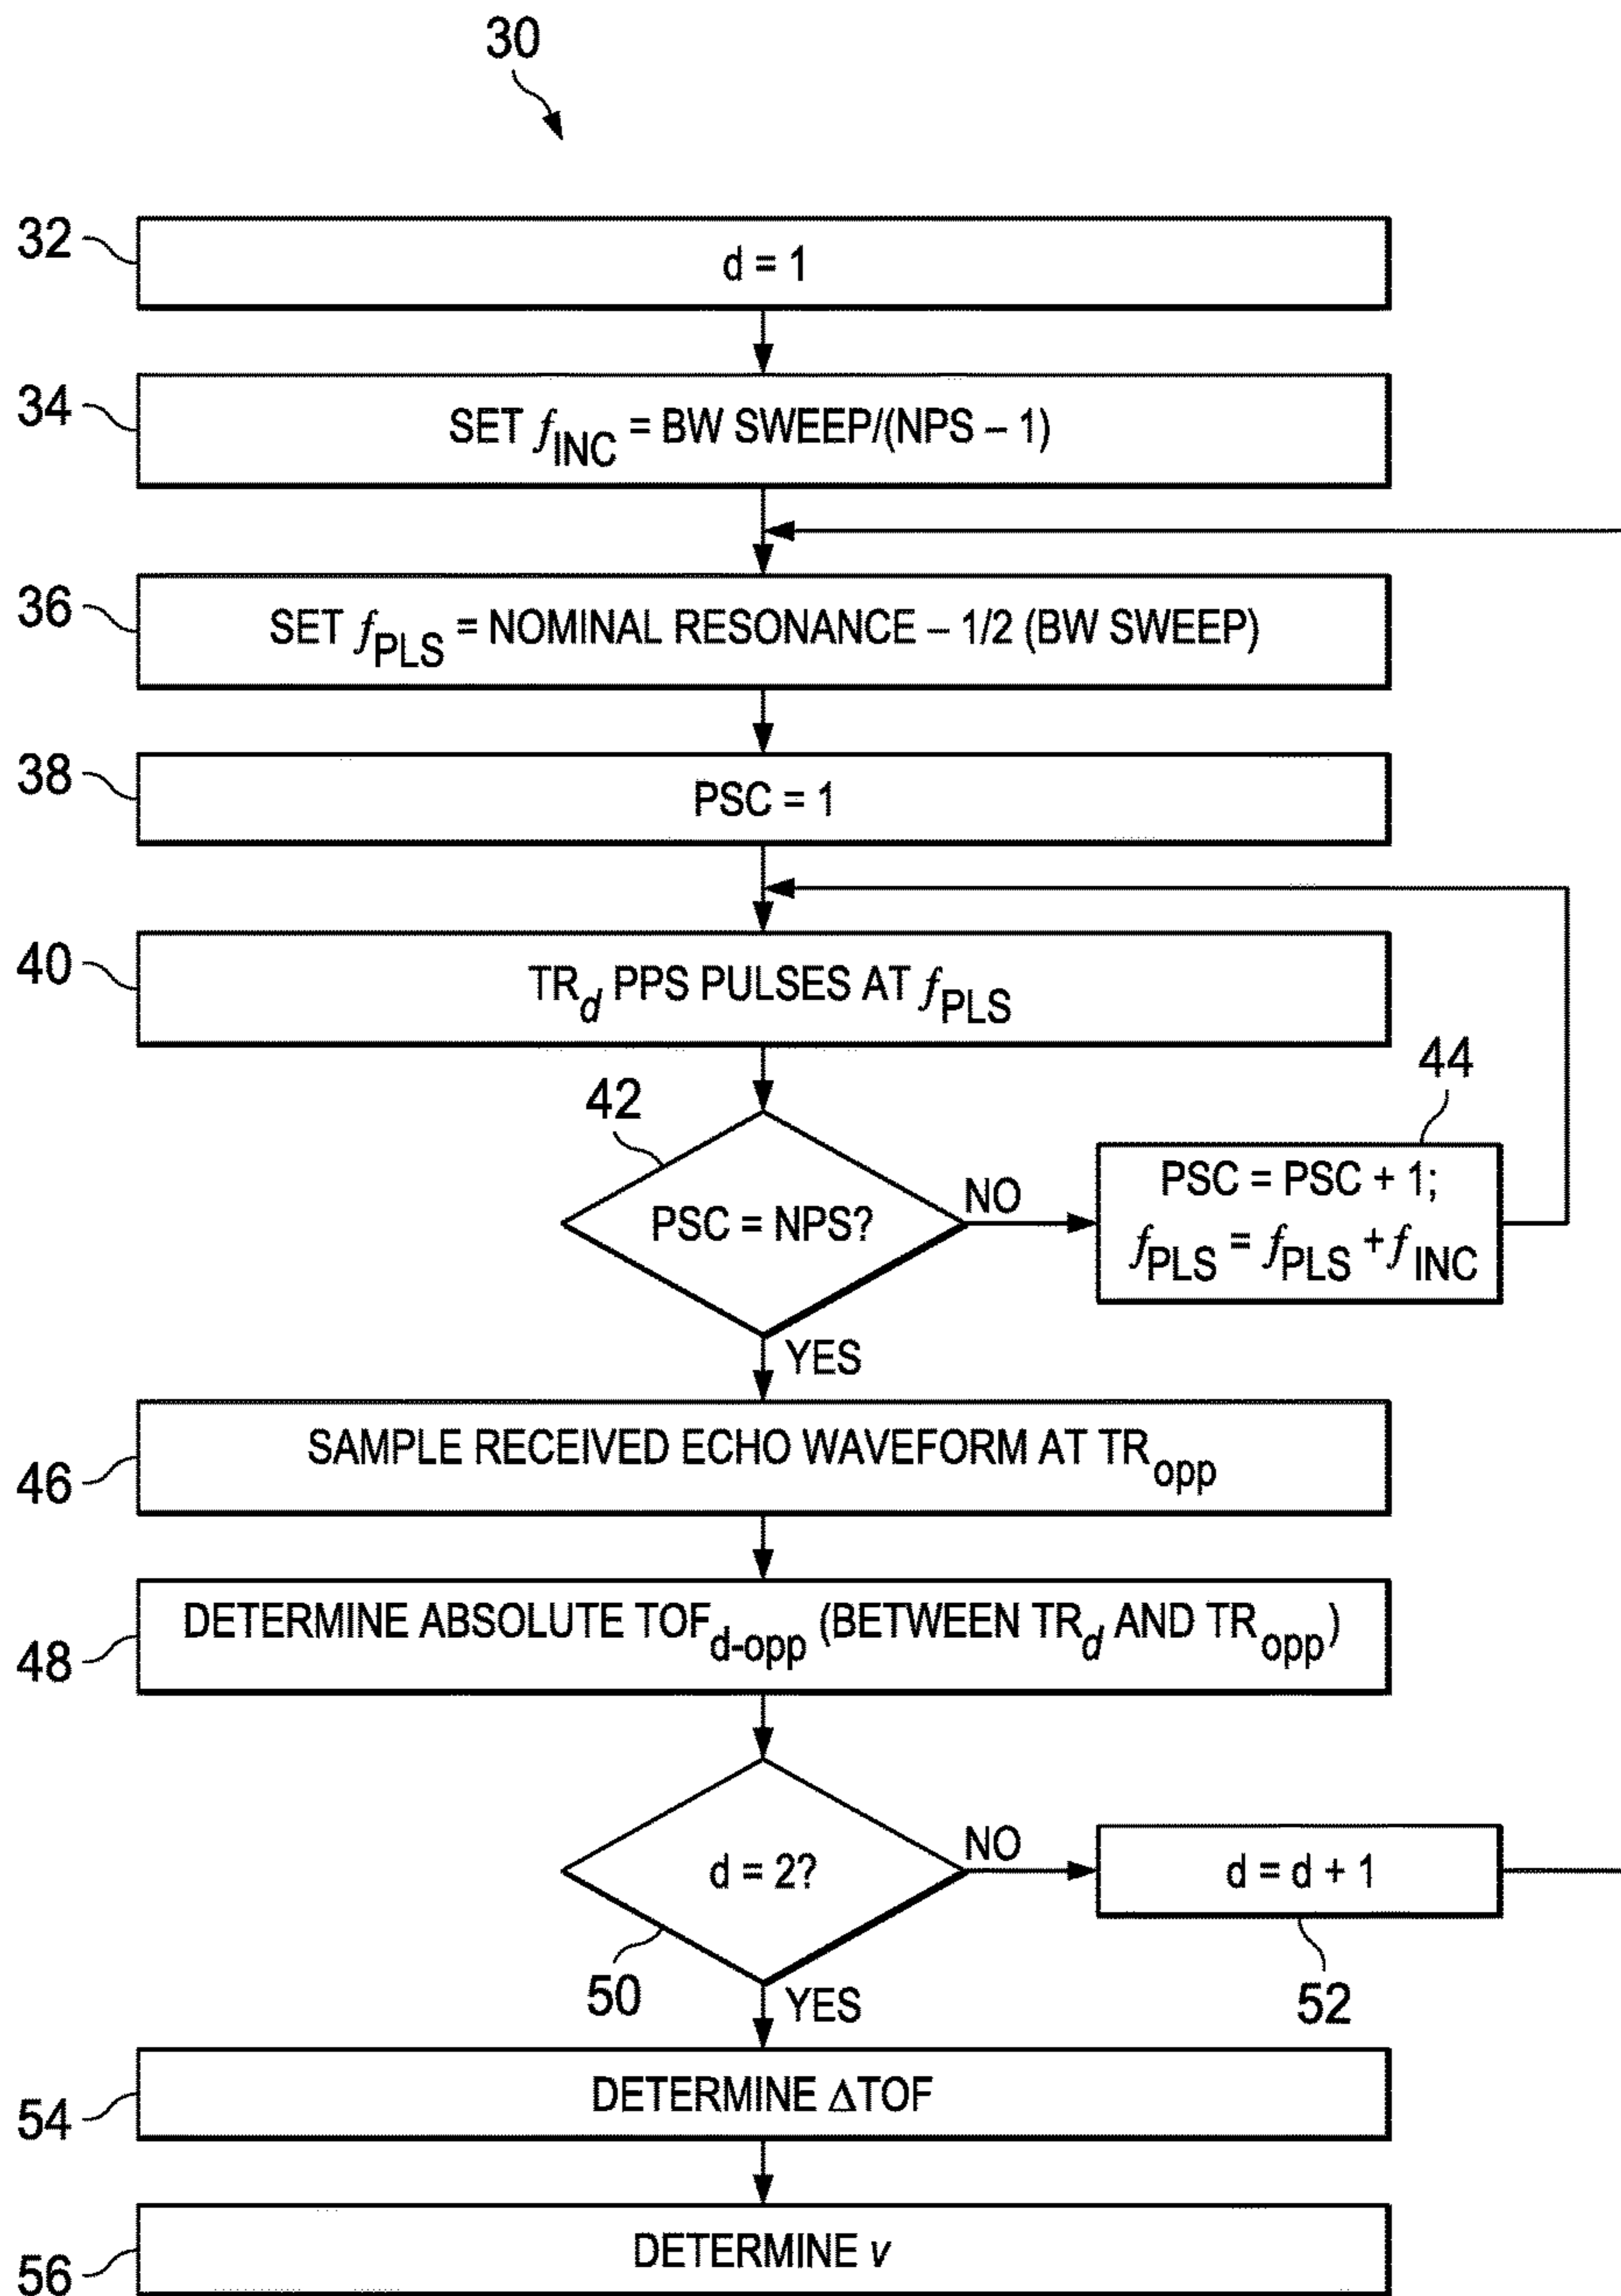 30
32
d = 1
34
SET fINC = BW SWEEP/(NPS – 1)
36
SET fPLS = NOMINAL RESONANCE – 1/2 (BW SWEEP)
38
PSC = 1
40
TRd PPS PULSES AT fPLS
42
PSC = NPS?
NO
44
PSC = PSC + 1;
fPLS = fPLS + fINC
YES
46
SAMPLE RECEIVED ECHO WAVEFORM AT TRopp
48
DETERMINE ABSOLUTE TOFd-opp (BETWEEN TRd AND TRopp)
50
d = 2?
NO
d = d + 1
52
YES
54
DETERMINE ΔTOF
56
DETERMINE v